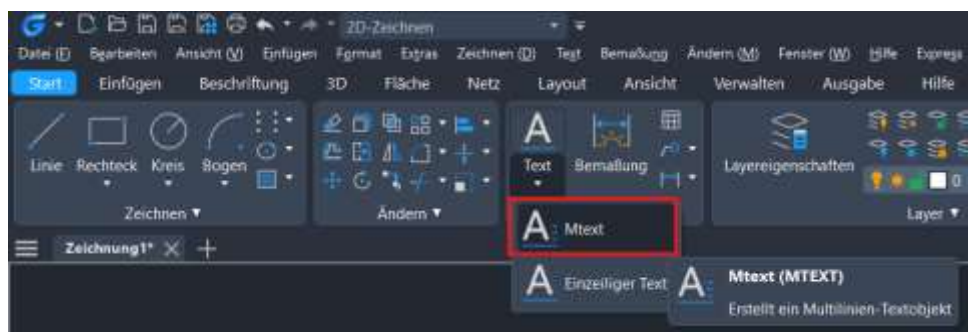 2D-Zeichnen
Datei (E) Bearbeiten Ansicht (V) Einfügen Format Extras Zeichnen (D) Text Bemaßung Ändern (M) Fenster (W) Hilfe Express
Start Einfügen Beschriftung 3D Fläche Netz Layout Ansicht Verwalten Ausgabe Hilfe
Linie Rechteck Kreis Bogen Text Bemaßung Layereigenschaften 0
Zeichnen Ändern Layer
Mtext
Zeichnung1*
Einzeiliger Text
Mtext (MTEXT)
Erstellt ein Multilinien-Textobjekt